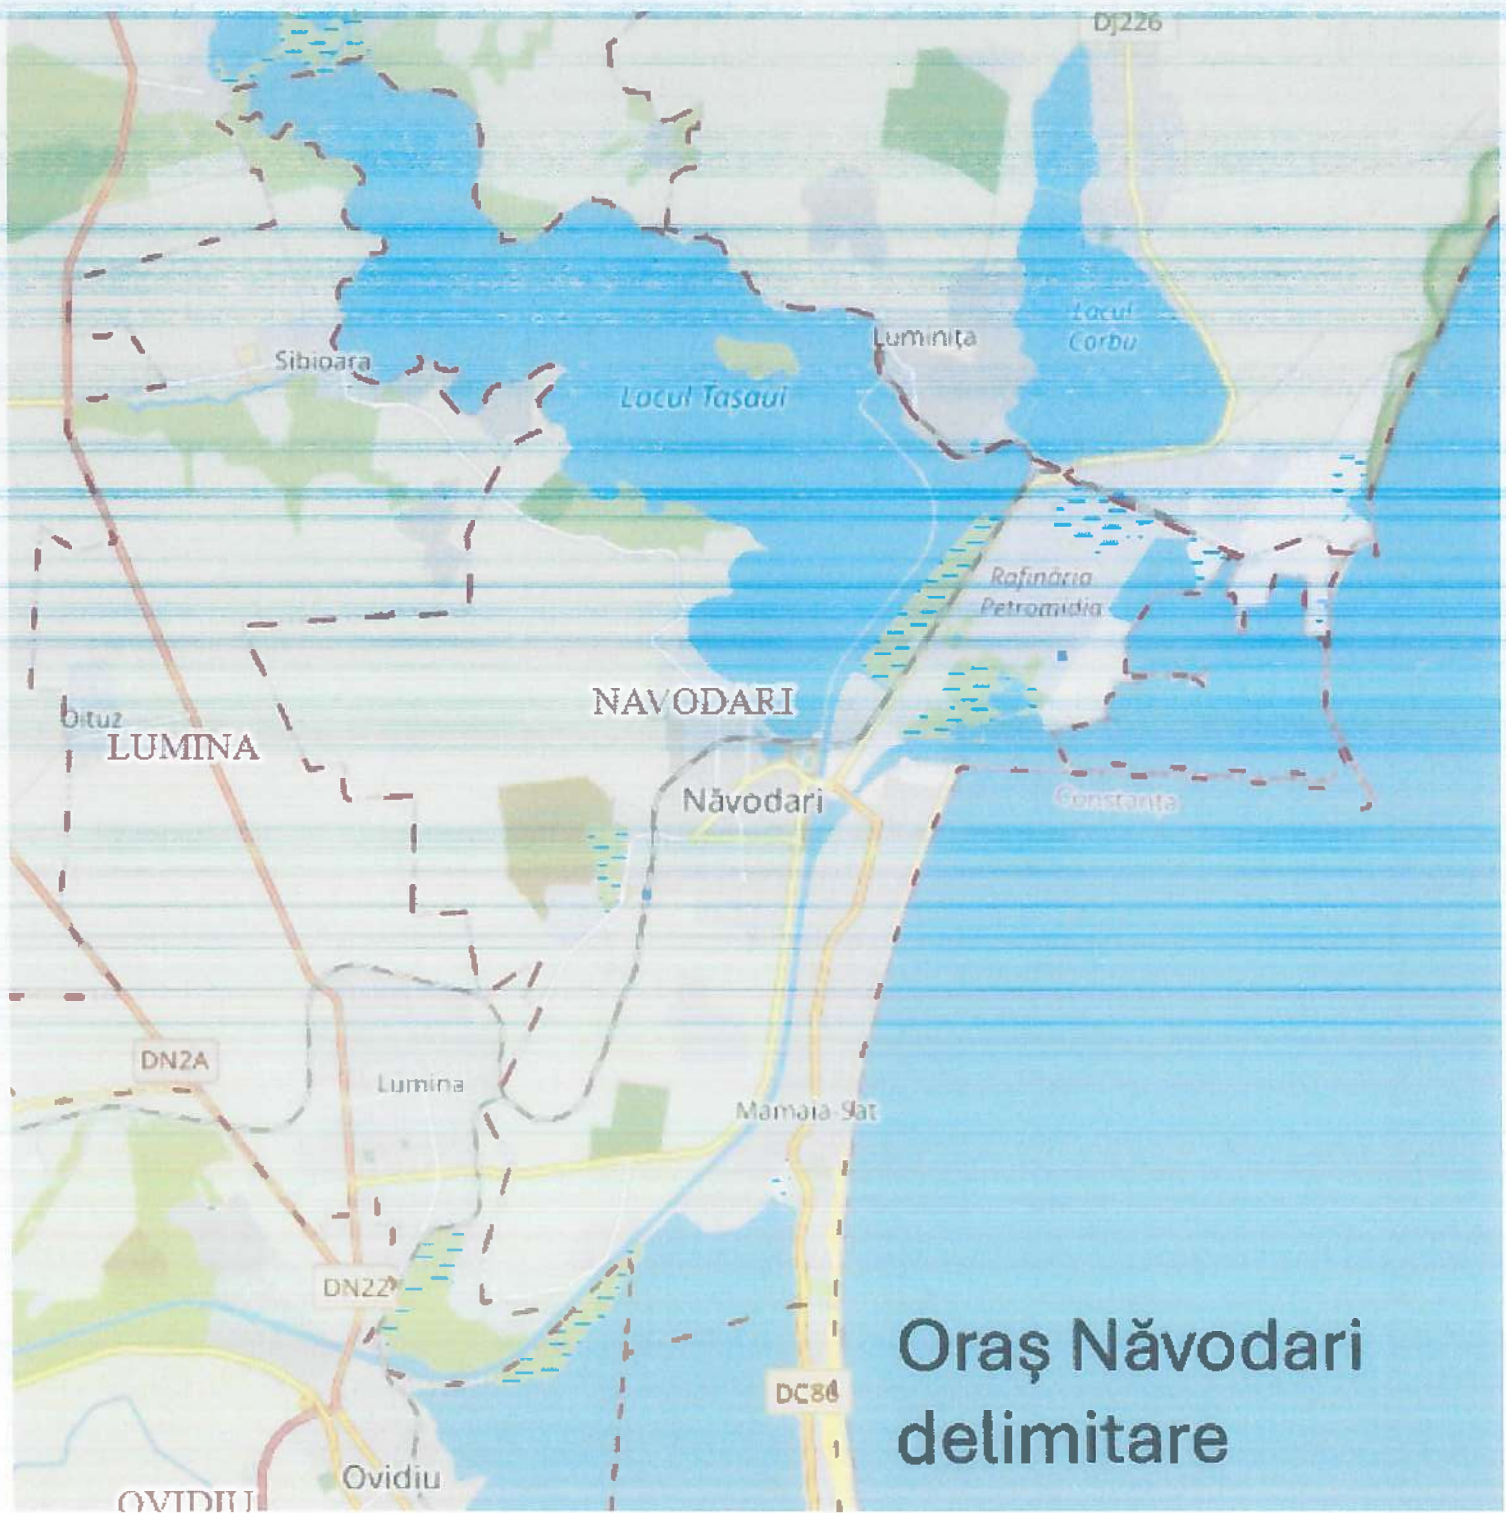 DJ226
Lacul
Corbu
Luminița
Sibioara
Lacul Tașaul
Rafinăria
Petromidia
NAVODARI
Oituz
LUMINA
Năvodari
Constanța
DN2A
Lumina
Mamaia-Sat
DN22
Oraș Năvodari
delimitare
DC86
Ovidiu
OVIDIU